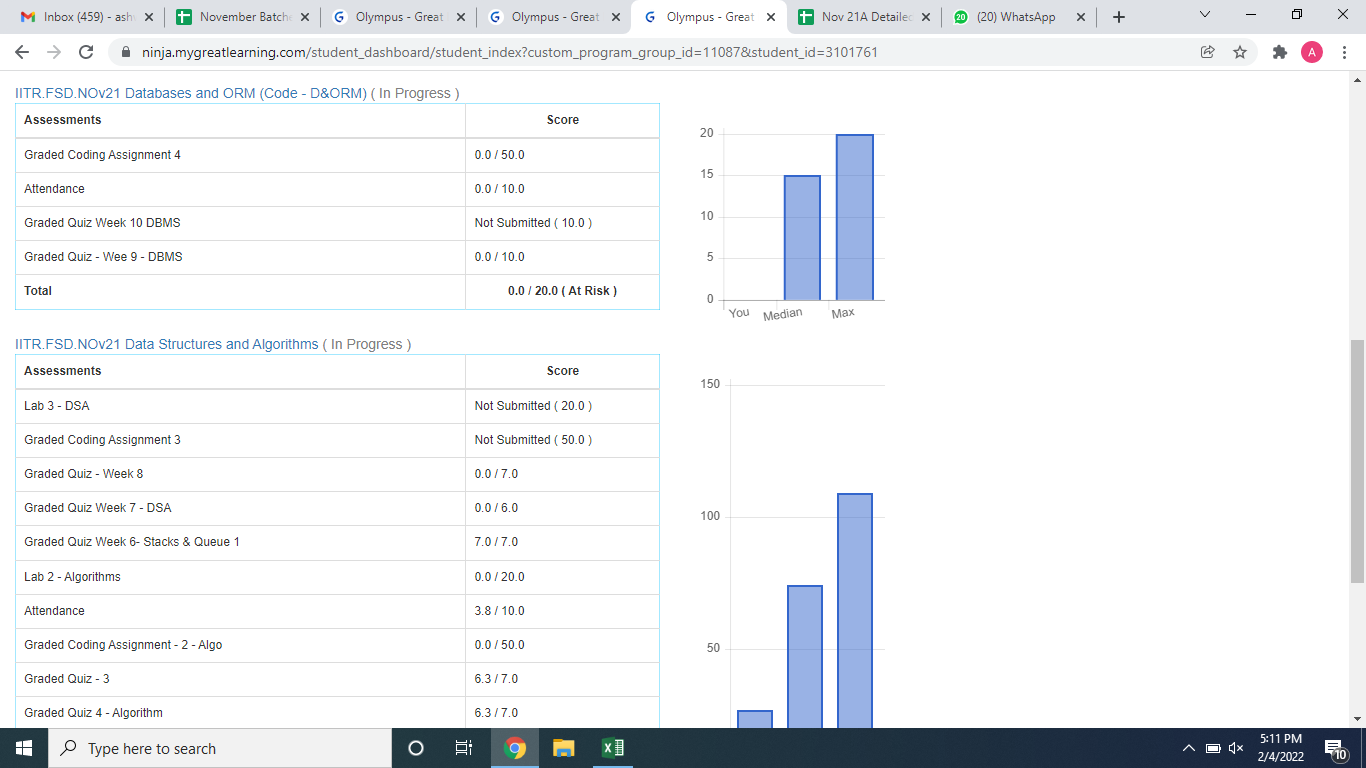 Inbox (459) - ash
November Batche
Olympus - Great
Olympus - Great
Olympus - Great
Nov 21A Detailed
20 (20) WhatsApp
ninja.mygreatlearning.com/student_dashboard/student_index?custom_program_group_id=11087&student_id=3101761
A
IITR.FSD.NOv21 Databases and ORM (Code - D&ORM) ( In Progress )
Assessments Score
Graded Coding Assignment 4 0.0 / 50.0
Attendance 0.0 / 10.0
Graded Quiz Week 10 DBMS Not Submitted ( 10.0 )
Graded Quiz - Wee 9 - DBMS 0.0 / 10.0
Total 0.0 / 20.0 ( At Risk )
20
15
10
5
0
You Median Max
IITR.FSD.NOv21 Data Structures and Algorithms ( In Progress )
Assessments Score
Lab 3 - DSA Not Submitted ( 20.0 )
Graded Coding Assignment 3 Not Submitted ( 50.0 )
Graded Quiz - Week 8 0.0 / 7.0
Graded Quiz Week 7 - DSA 0.0 / 6.0
Graded Quiz Week 6- Stacks & Queue 1 7.0 / 7.0
Lab 2 - Algorithms 0.0 / 20.0
Attendance 3.8 / 10.0
Graded Coding Assignment - 2 - Algo 0.0 / 50.0
Graded Quiz - 3 6.3 / 7.0
Graded Quiz 4 - Algorithm 6.3 / 7.0
150
100
50
Type here to search
5:11 PM
2/4/2022
10